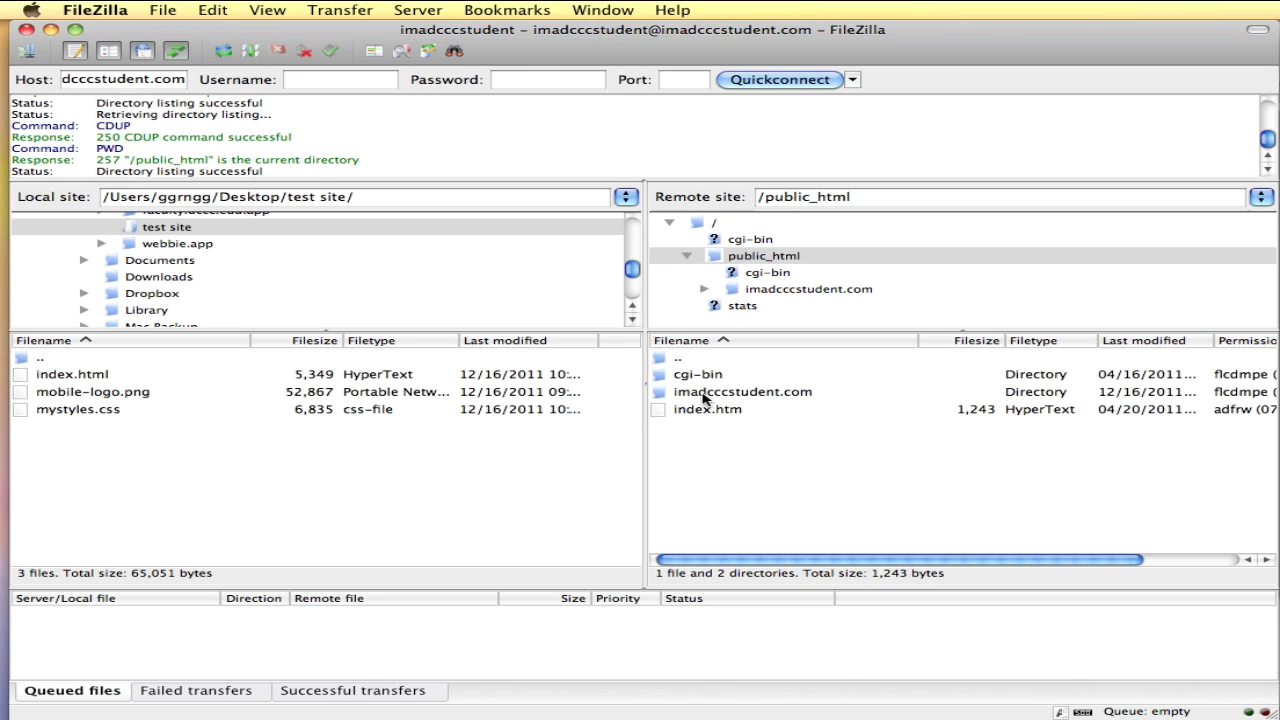 FileZilla File Edit View Transfer Server Bookmarks Window Help
imadcccstudent - imadcccstudent@imadcccstudent.com - FileZilla
Host: dcccstudent.com Username: Password: Port: Quickconnect
Status: Directory listing successful
Status: Retrieving directory listing...
Command: CDUP
Response: 250 CDUP command successful
Command: PWD
Response: 257 "/public_html" is the current directory
Status: Directory listing successful
Local site: /Users/ggrngg/Desktop/test site/
faculty.dccc.edu.app
test site
webbie.app
Documents
Downloads
Dropbox
Library
Mac Backup
Remote site: /public_html
/
cgi-bin
public_html
cgi-bin
imadcccstudent.com
stats
Filename Filesize Filetype Last modified
..
index.html 5,349 HyperText 12/16/2011 10:...
mobile-logo.png 52,867 Portable Netw... 12/16/2011 09:...
mystyles.css 6,835 css-file 12/16/2011 10:...
3 files. Total size: 65,051 bytes
Filename Filesize Filetype Last modified Permissio
..
cgi-bin Directory 04/16/2011... flcdmpe (
imadcccstudent.com Directory 12/16/2011... flcdmpe (
index.htm 1,243 HyperText 04/20/2011... adfrw (07
1 file and 2 directories. Total size: 1,243 bytes
Server/Local file Direction Remote file Size Priority Status
Queued files Failed transfers Successful transfers
Queue: empty